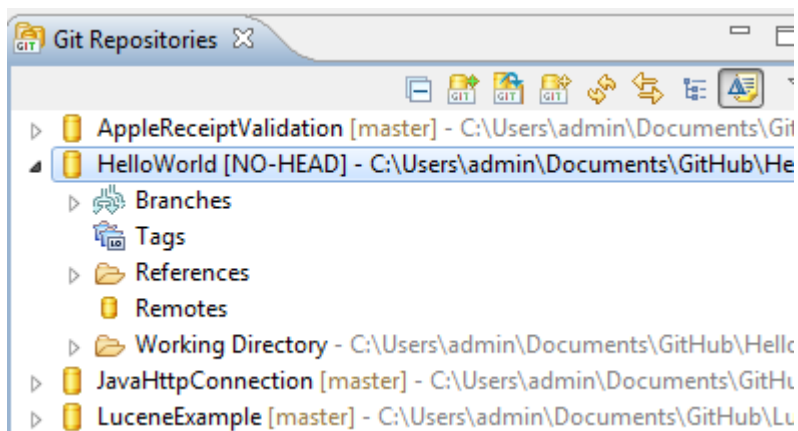 Git Repositories
AppleReceiptValidation [master] - C:\Users\admin\Documents\Git
HelloWorld [NO-HEAD] - C:\Users\admin\Documents\GitHub\He
Branches
Tags
References
Remotes
Working Directory - C:\Users\admin\Documents\GitHub\Hello
JavaHttpConnection [master] - C:\Users\admin\Documents\GitHu
LuceneExample [master] - C:\Users\admin\Documents\GitHub\Lu